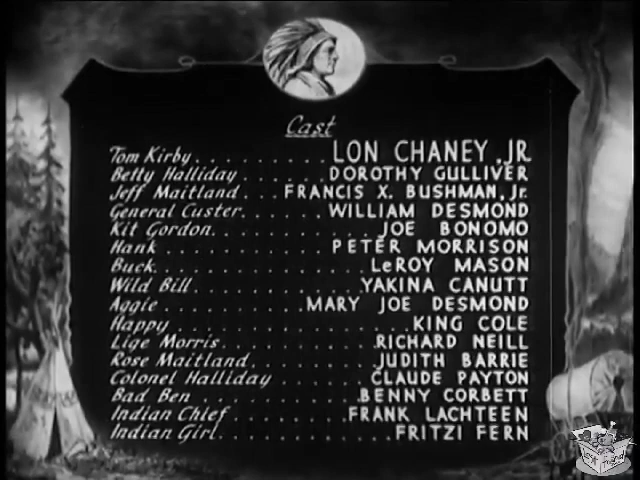 Cast
Tom Kirby . . . . . . . . . . LON CHANEY, JR.
Betty Halliday . . . . . . . DOROTHY GULLIVER
Jeff Maitland . . . FRANCIS X. BUSHMAN, Jr.
General Custer . . . . . . WILLIAM DESMOND
Kit Gordon . . . . . . . . . . . JOE BONOMO
Hank . . . . . . . . . . . . PETER MORRISON
Buck . . . . . . . . . . . . . . LeROY MASON
Wild Bill . . . . . . . . . . . YAKINA CANUTT
Aggie . . . . . . . . . . MARY JOE DESMOND
Happy . . . . . . . . . . . . . . . . KING COLE
Lige Morris . . . . . . . . . . RICHARD NEILL
Rose Maitland . . . . . . . . JUDITH BARRIE
Colonel Halliday . . . . . . CLAUDE PAYTON
Bad Ben . . . . . . . . . . . BENNY CORBETT
Indian Chief . . . . . . . FRANK LACHTEEN
Indian Girl . . . . . . . . . . . . FRITZI FERN